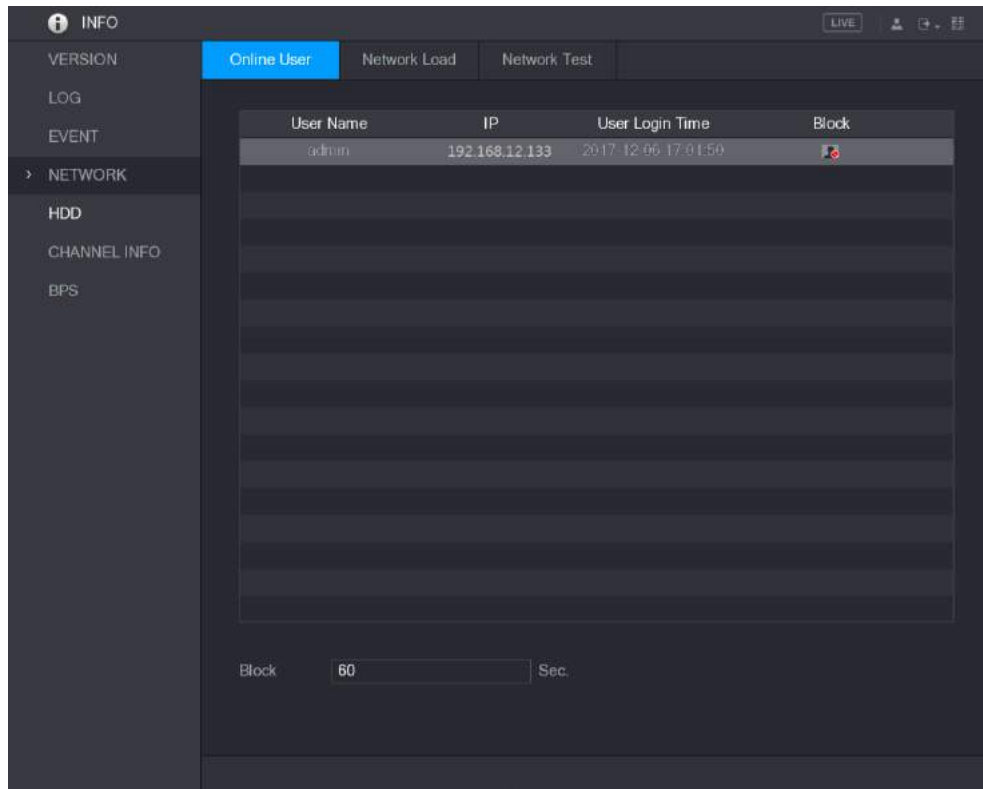 INFO LIVE
VERSION
LOG
EVENT
NETWORK
HDD
CHANNEL INFO
BPS
Online User Network Load Network Test
User Name IP User Login Time Block
admin 192.168.12.133 2017-12-06 17:04:50
Block 60 Sec.